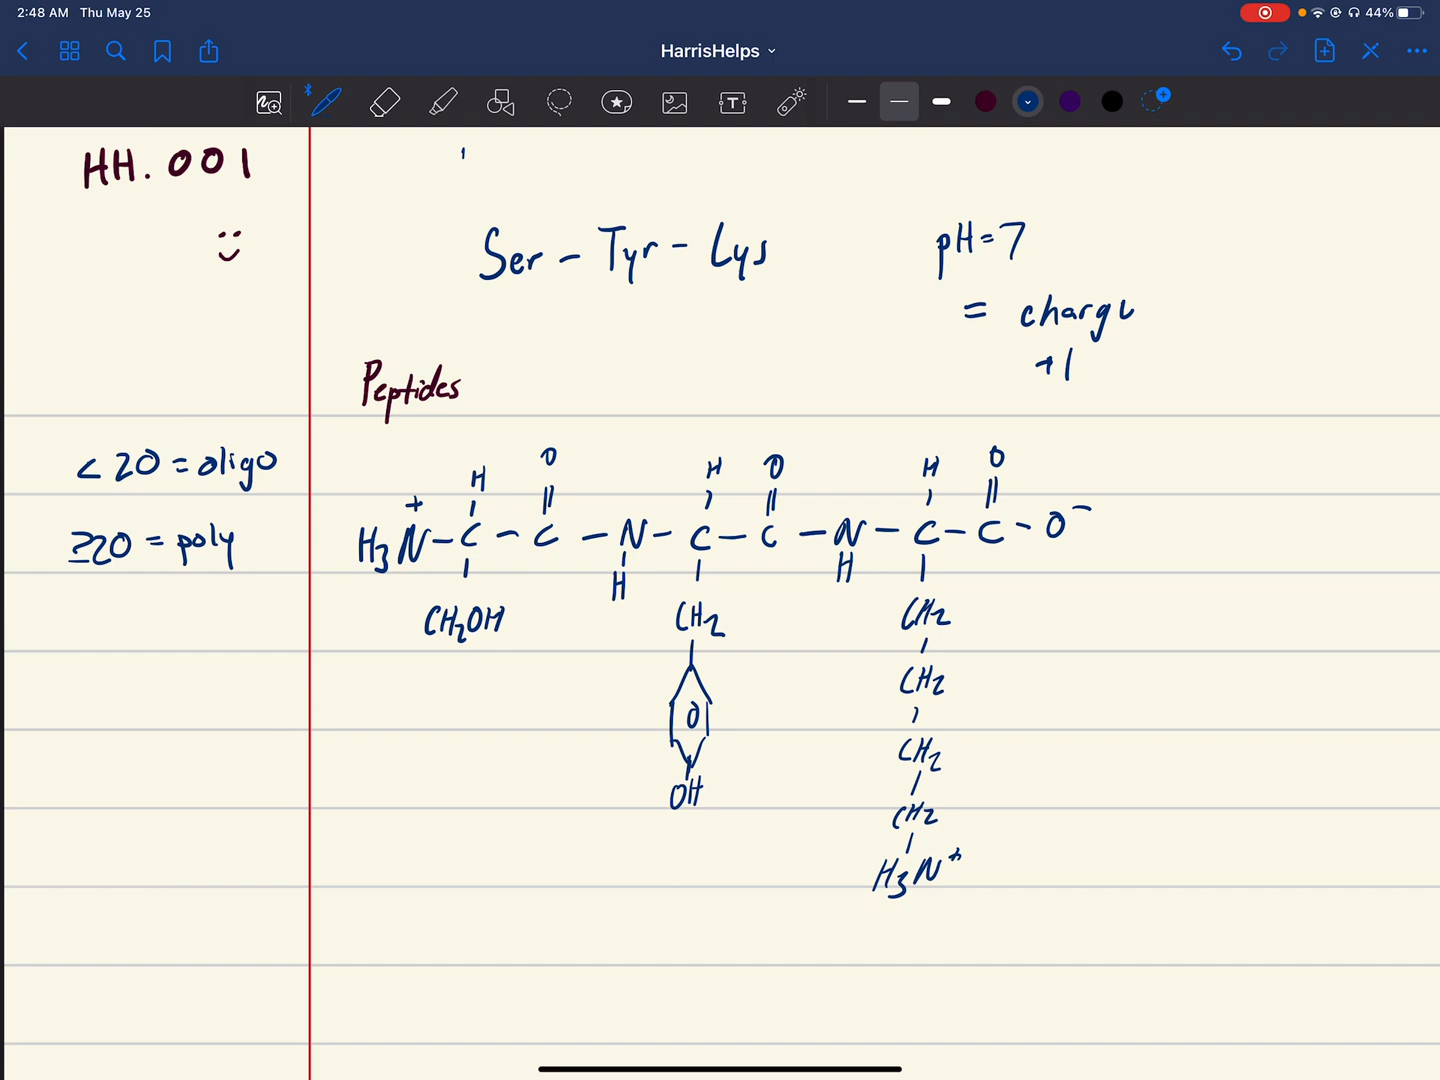 2:48 AM Thu May 25
44%
HarrisHelps
HH. 001
Ser - Tyr - Lys
pH = 7
= charge
+1
Peptides
< 20 = oligo
≥20 = poly
H O H O H O
H₃N⁺ - C - C - N - C - C - N - C - C - O⁻
H H
CH₂OH CH₂ CH₂
CH₂
O
CH₂
OH
CH₂
H₃N⁺